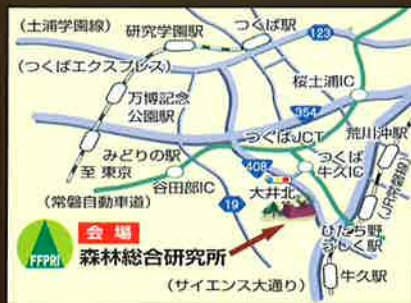 (土浦学園線)
研究学園駅
つくば駅
123
(つくばエクスプレス)
桜土浦IC
万博記念
公園駅
354
つくばJCT
荒川沖駅
みどりの駅
408
つくば
牛久IC
至 東京
谷田部IC
大井北
(JR常磐線)
(常磐自動車道)
19
ひたち野
うしく駅
会場
FFPRI
森林総合研究所
(サイエンス大通り)
牛久駅